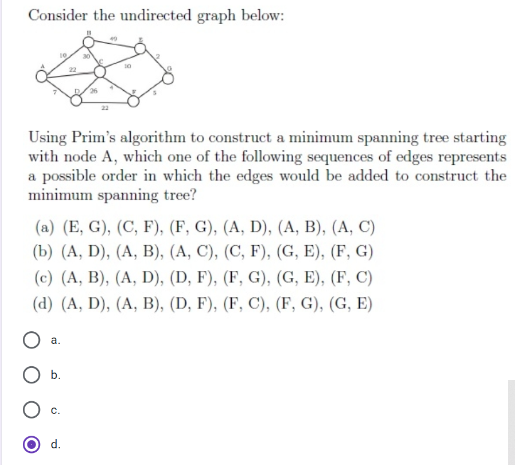 Consider the undirected graph below:
B
49
E
10
30
2
A
C
22
10
G
7
D
26
4
F
5
22
Using Prim's algorithm to construct a minimum spanning tree starting
with node A, which one of the following sequences of edges represents
a possible order in which the edges would be added to construct the
minimum spanning tree?
(a) (E, G), (C, F), (F, G), (A, D), (A, B), (A, C)
(b) (A, D), (A, B), (A, C), (C, F), (G, E), (F, G)
(c) (A, B), (A, D), (D, F), (F, G), (G, E), (F, C)
(d) (A, D), (A, B), (D, F), (F, C), (F, G), (G, E)
a.
b.
c.
d.